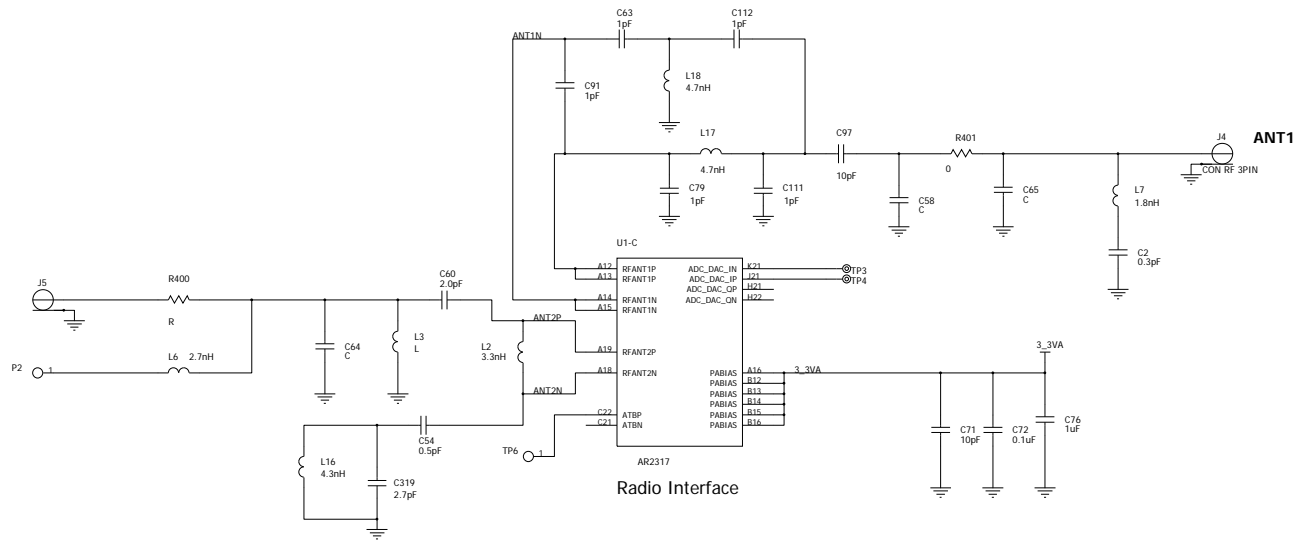 C63
1pF
C112
1pF
ANT1N
C91
1pF
L18
4.7nH
L17
4.7nH
C97
10pF
R401
0
J4
ANT1
CON RF 3PIN
C79
1pF
C111
1pF
C58
C
C65
C
L7
1.8nH
C2
0.3pF
U1-C
A12 RFANT1P
A13 RFANT1P
A14 RFANT1N
A15 RFANT1N
A19 RFANT2P
A18 RFANT2N
C22 ATBP
C21 ATBN
ADC_DAC_IN K21 TP3
ADC_DAC_IP J21 TP4
ADC_DAC_QP H21
ADC_DAC_QN H22
PABIAS A16 3_3VA
PABIAS B12
PABIAS B13
PABIAS B14
PABIAS B15
PABIAS B16
AR2317
Radio Interface
J5
R400
R
C60
2.0pF
ANT2P
L3
L
C64
C
L2
3.3nH
L6 2.7nH
P2 1
ANT2N
C54
0.5pF
TP6 1
L16
4.3nH
C319
2.7pF
3_3VA
C71
10pF
C72
0.1uF
C76
1uF